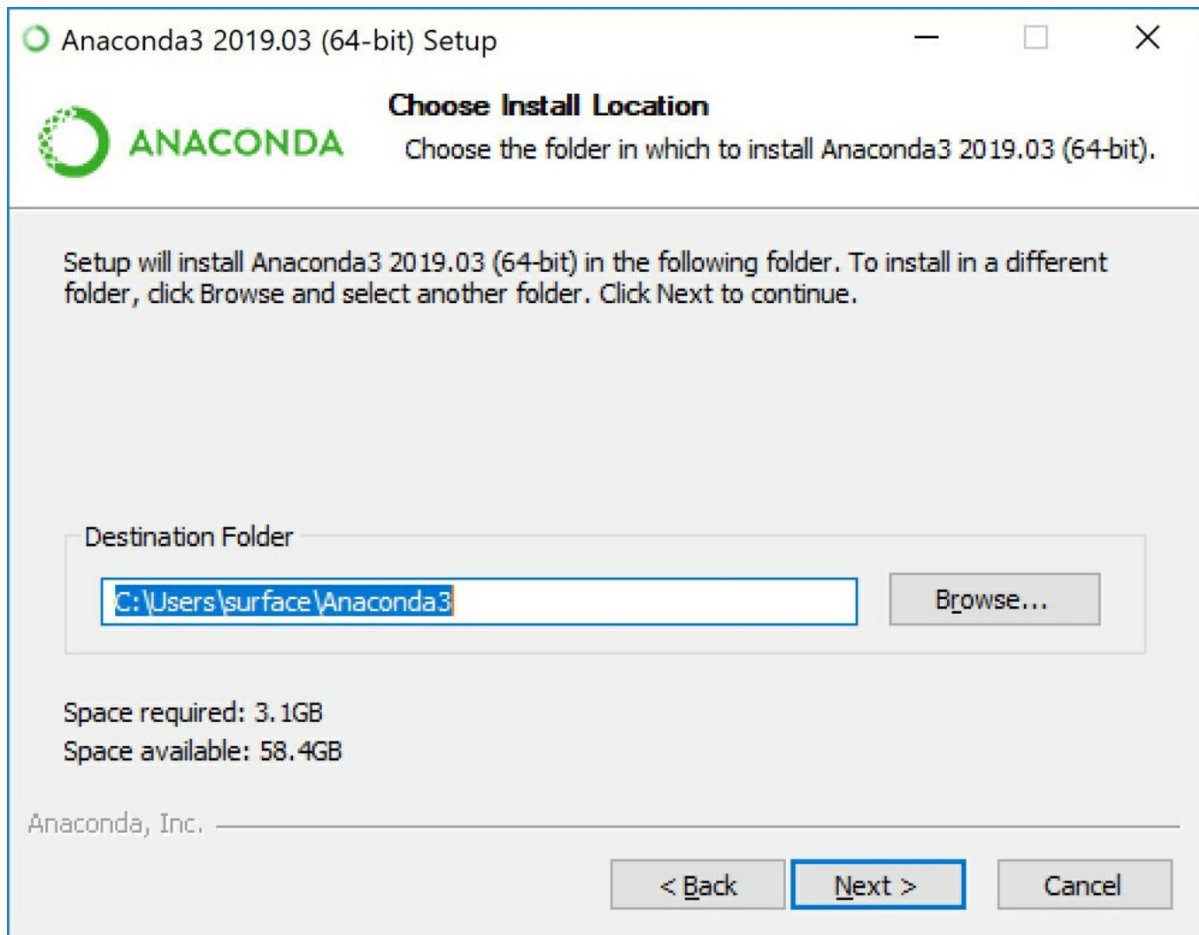 Anaconda3 2019.03 (64-bit) Setup
ANACONDA
Choose Install Location
Choose the folder in which to install Anaconda3 2019.03 (64-bit).
Setup will install Anaconda3 2019.03 (64-bit) in the following folder. To install in a different
folder, click Browse and select another folder. Click Next to continue.
Destination Folder
C:\Users\surface\Anaconda3
Browse...
Space required: 3.1GB
Space available: 58.4GB
Anaconda, Inc.
< Back
Next >
Cancel